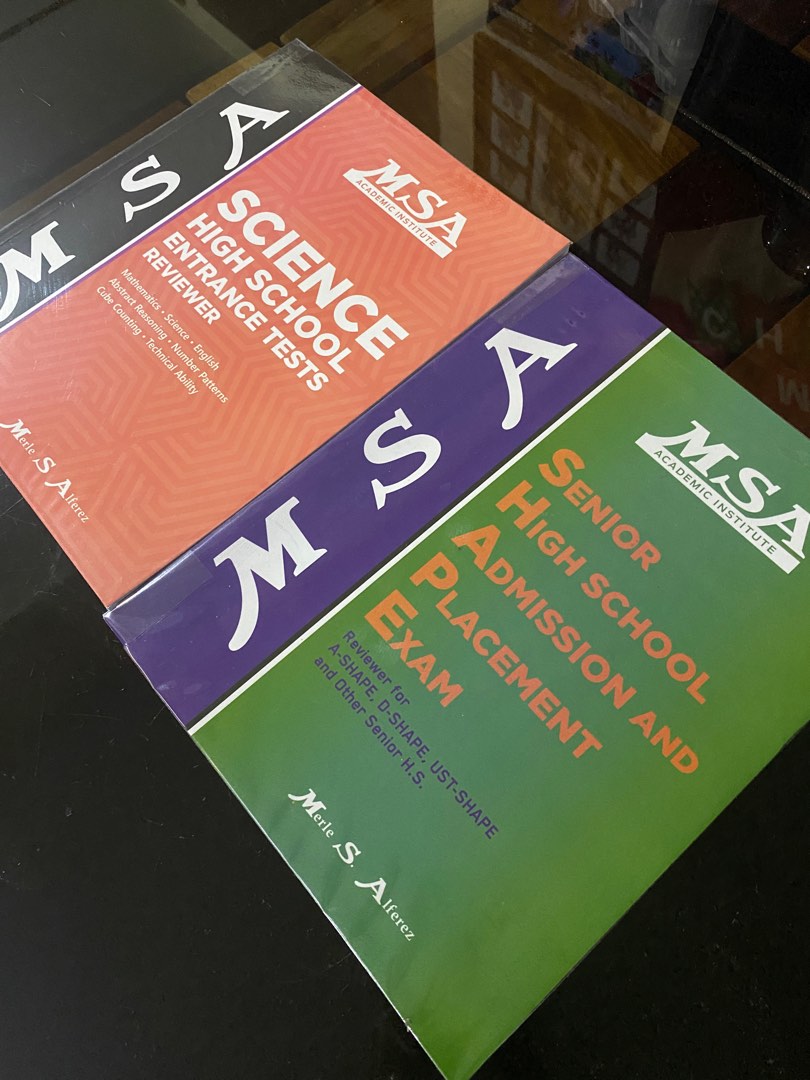 M S A
MSA
ACADEMIC INSTITUTE
SCIENCE
HIGH SCHOOL
ENTRANCE TESTS
REVIEWER
Mathematics • Science • English
Abstract Reasoning • Number Patterns
Cube Counting • Technical Ability
Merle S Alferez
M S A
MSA
ACADEMIC INSTITUTE
SENIOR
HIGH SCHOOL
ADMISSION AND
PLACEMENT
EXAM
Reviewer for
A-SHAPE, D-SHAPE, UST-SHAPE
and Other Senior H.S.
Merle S. Alferez